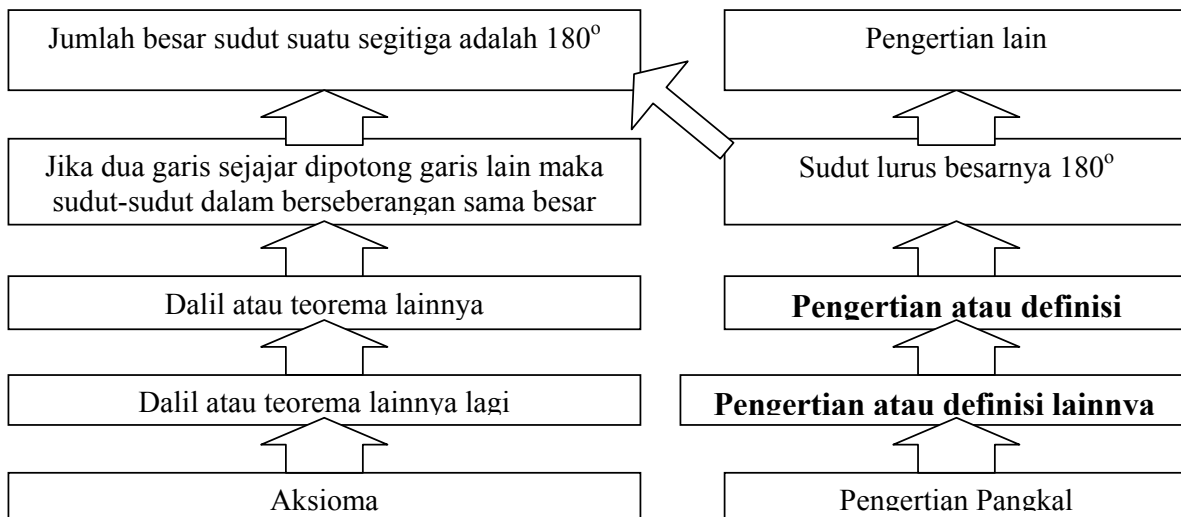 Jumlah besar sudut suatu segitiga adalah 180°
Pengertian lain
Jika dua garis sejajar dipotong garis lain maka
sudut-sudut dalam berseberangan sama besar
Sudut lurus besarnya 180°
Dalil atau teorema lainnya
Pengertian atau definisi
Dalil atau teorema lainnya lagi
Pengertian atau definisi lainnya
Aksioma
Pengertian Pangkal